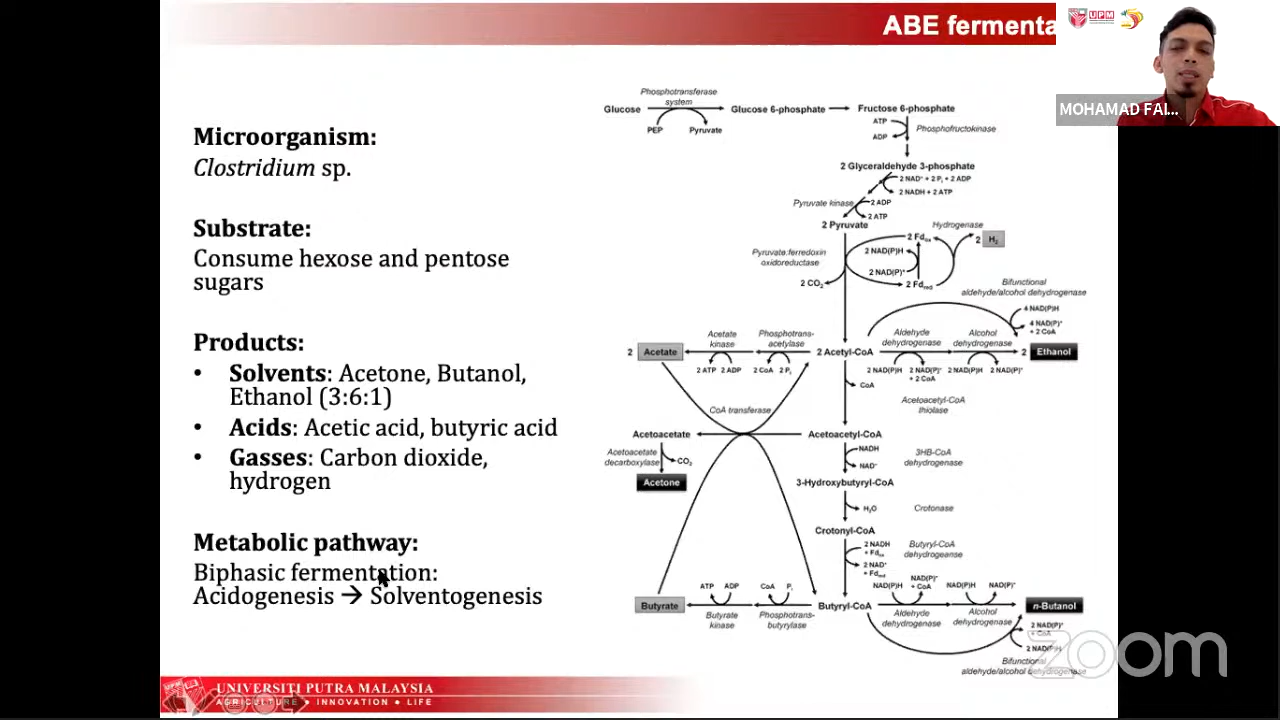 ABE fermenta
UPM
MOHAMAD FAI...
Microorganism:
Clostridium sp.
Substrate:
Consume hexose and pentose
sugars
Products:
• Solvents: Acetone, Butanol,
Ethanol (3:6:1)
• Acids: Acetic acid, butyric acid
• Gasses: Carbon dioxide,
hydrogen
Metabolic pathway:
Biphasic fermentation:
Acidogenesis → Solventogenesis
Phosphotransferase
system
Glucose
Glucose 6-phosphate
Fructose 6-phosphate
PEP
Pyruvate
ATP
ADP
Phosphofructokinase
2 Glyceraldehyde 3-phosphate
2 NAD⁺ + 2 Pᵢ + 2 ADP
2 NADH + 2 ATP
Pyruvate kinase
2 ADP
2 ATP
2 Pyruvate
Hydrogenase
2 Fdox
2 H₂
Pyruvate:ferredoxin
oxidoreductase
2 NAD(P)H
2 NAD(P)⁺
2 CO₂
2 Fdred
Bifunctional
aldehyde/alcohol dehydrogenase
4 NAD(P)H
4 NAD(P)⁺
+ 2 CoA
Acetate
kinase
Phosphotrans-
acetylase
Aldehyde
dehydrogenase
Alcohol
dehydrogenase
2 Acetate
2 Acetyl-CoA
2 Ethanol
2 ATP 2 ADP
2 CoA 2 Pᵢ
2 NAD(P)H 2 NAD(P)⁺
+ 2 CoA
2 NAD(P)H 2 NAD(P)⁺
CoA
Acetoacetyl-CoA
thiolase
CoA transferase
Acetoacetate
Acetoacetyl-CoA
Acetoacetate
decarboxylase
CO₂
NADH
NAD⁺
3HB-CoA
dehydrogenase
Acetone
3-Hydroxybutyryl-CoA
H₂O
Crotonase
Crotonyl-CoA
2 NADH
+ Fdox
2 NAD⁺
+ Fdred
Butyryl-CoA
dehydrogeanse
ATP ADP
CoA Pᵢ
NAD(P)H NAD(P)⁺
+ CoA
NAD(P)H NAD(P)⁺
Butyrate
Butyryl-CoA
n-Butanol
Butyrate
kinase
Phosphotrans-
butyrylase
Aldehyde
dehydrogenase
Alcohol
dehydrogenase
2 NAD(P)⁺
+ CoA
2 NAD(P)H
Bifunctional
aldehyde/alcohol dehydrogenase
zoom
UNIVERSITI PUTRA MALAYSIA
AGRICULTURE • INNOVATION • LIFE